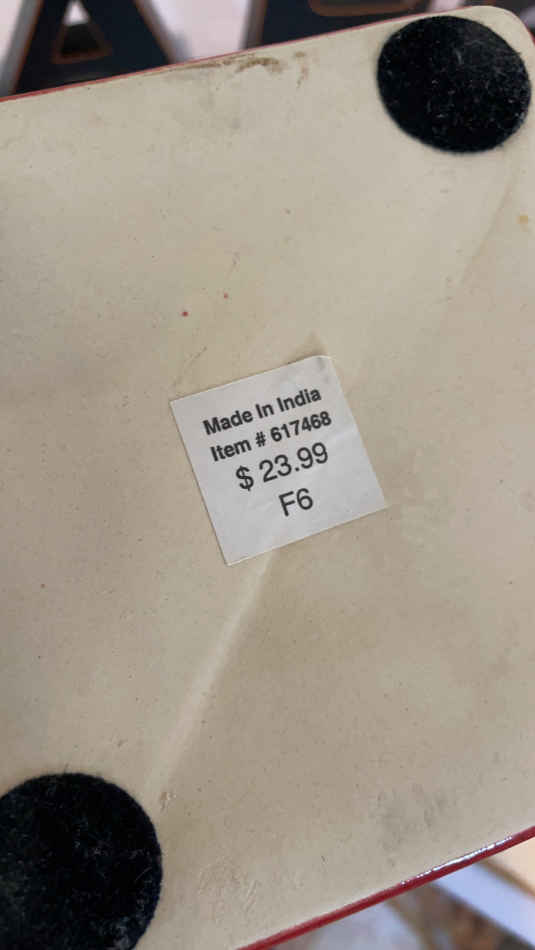 Made In India
Item # 617468
$ 23.99
F6